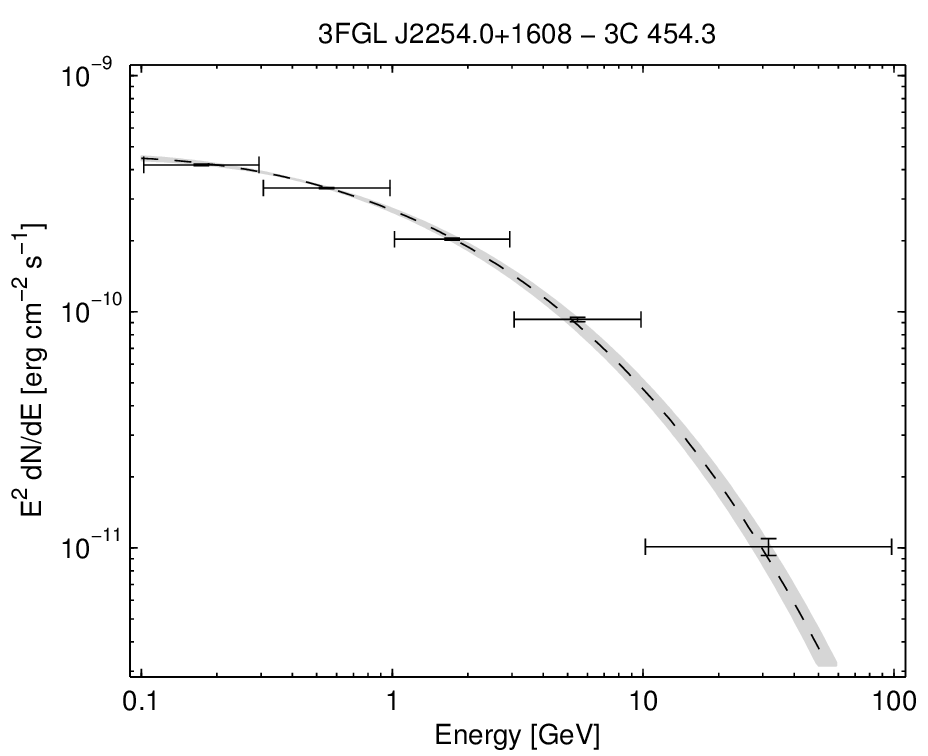 3FGL J2254.0+1608 − 3C 454.3
10⁻⁹
10⁻¹⁰
10⁻¹¹
E² dN/dE [erg cm⁻² s⁻¹]
0.1 1 10 100
Energy [GeV]